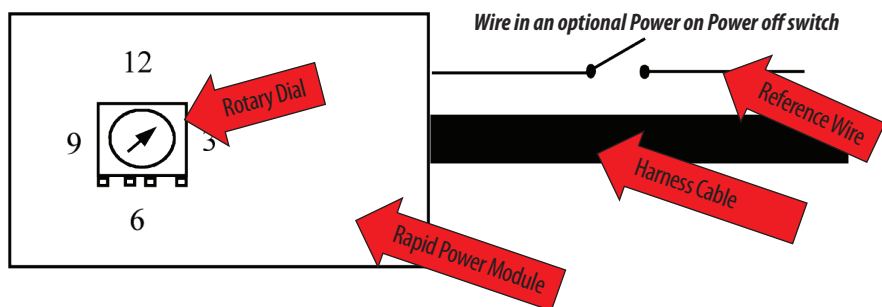 Wire in an optional Power on Power off switch
12
Rotary Dial
9
3
6
Reference Wire
Harness Cable
Rapid Power Module